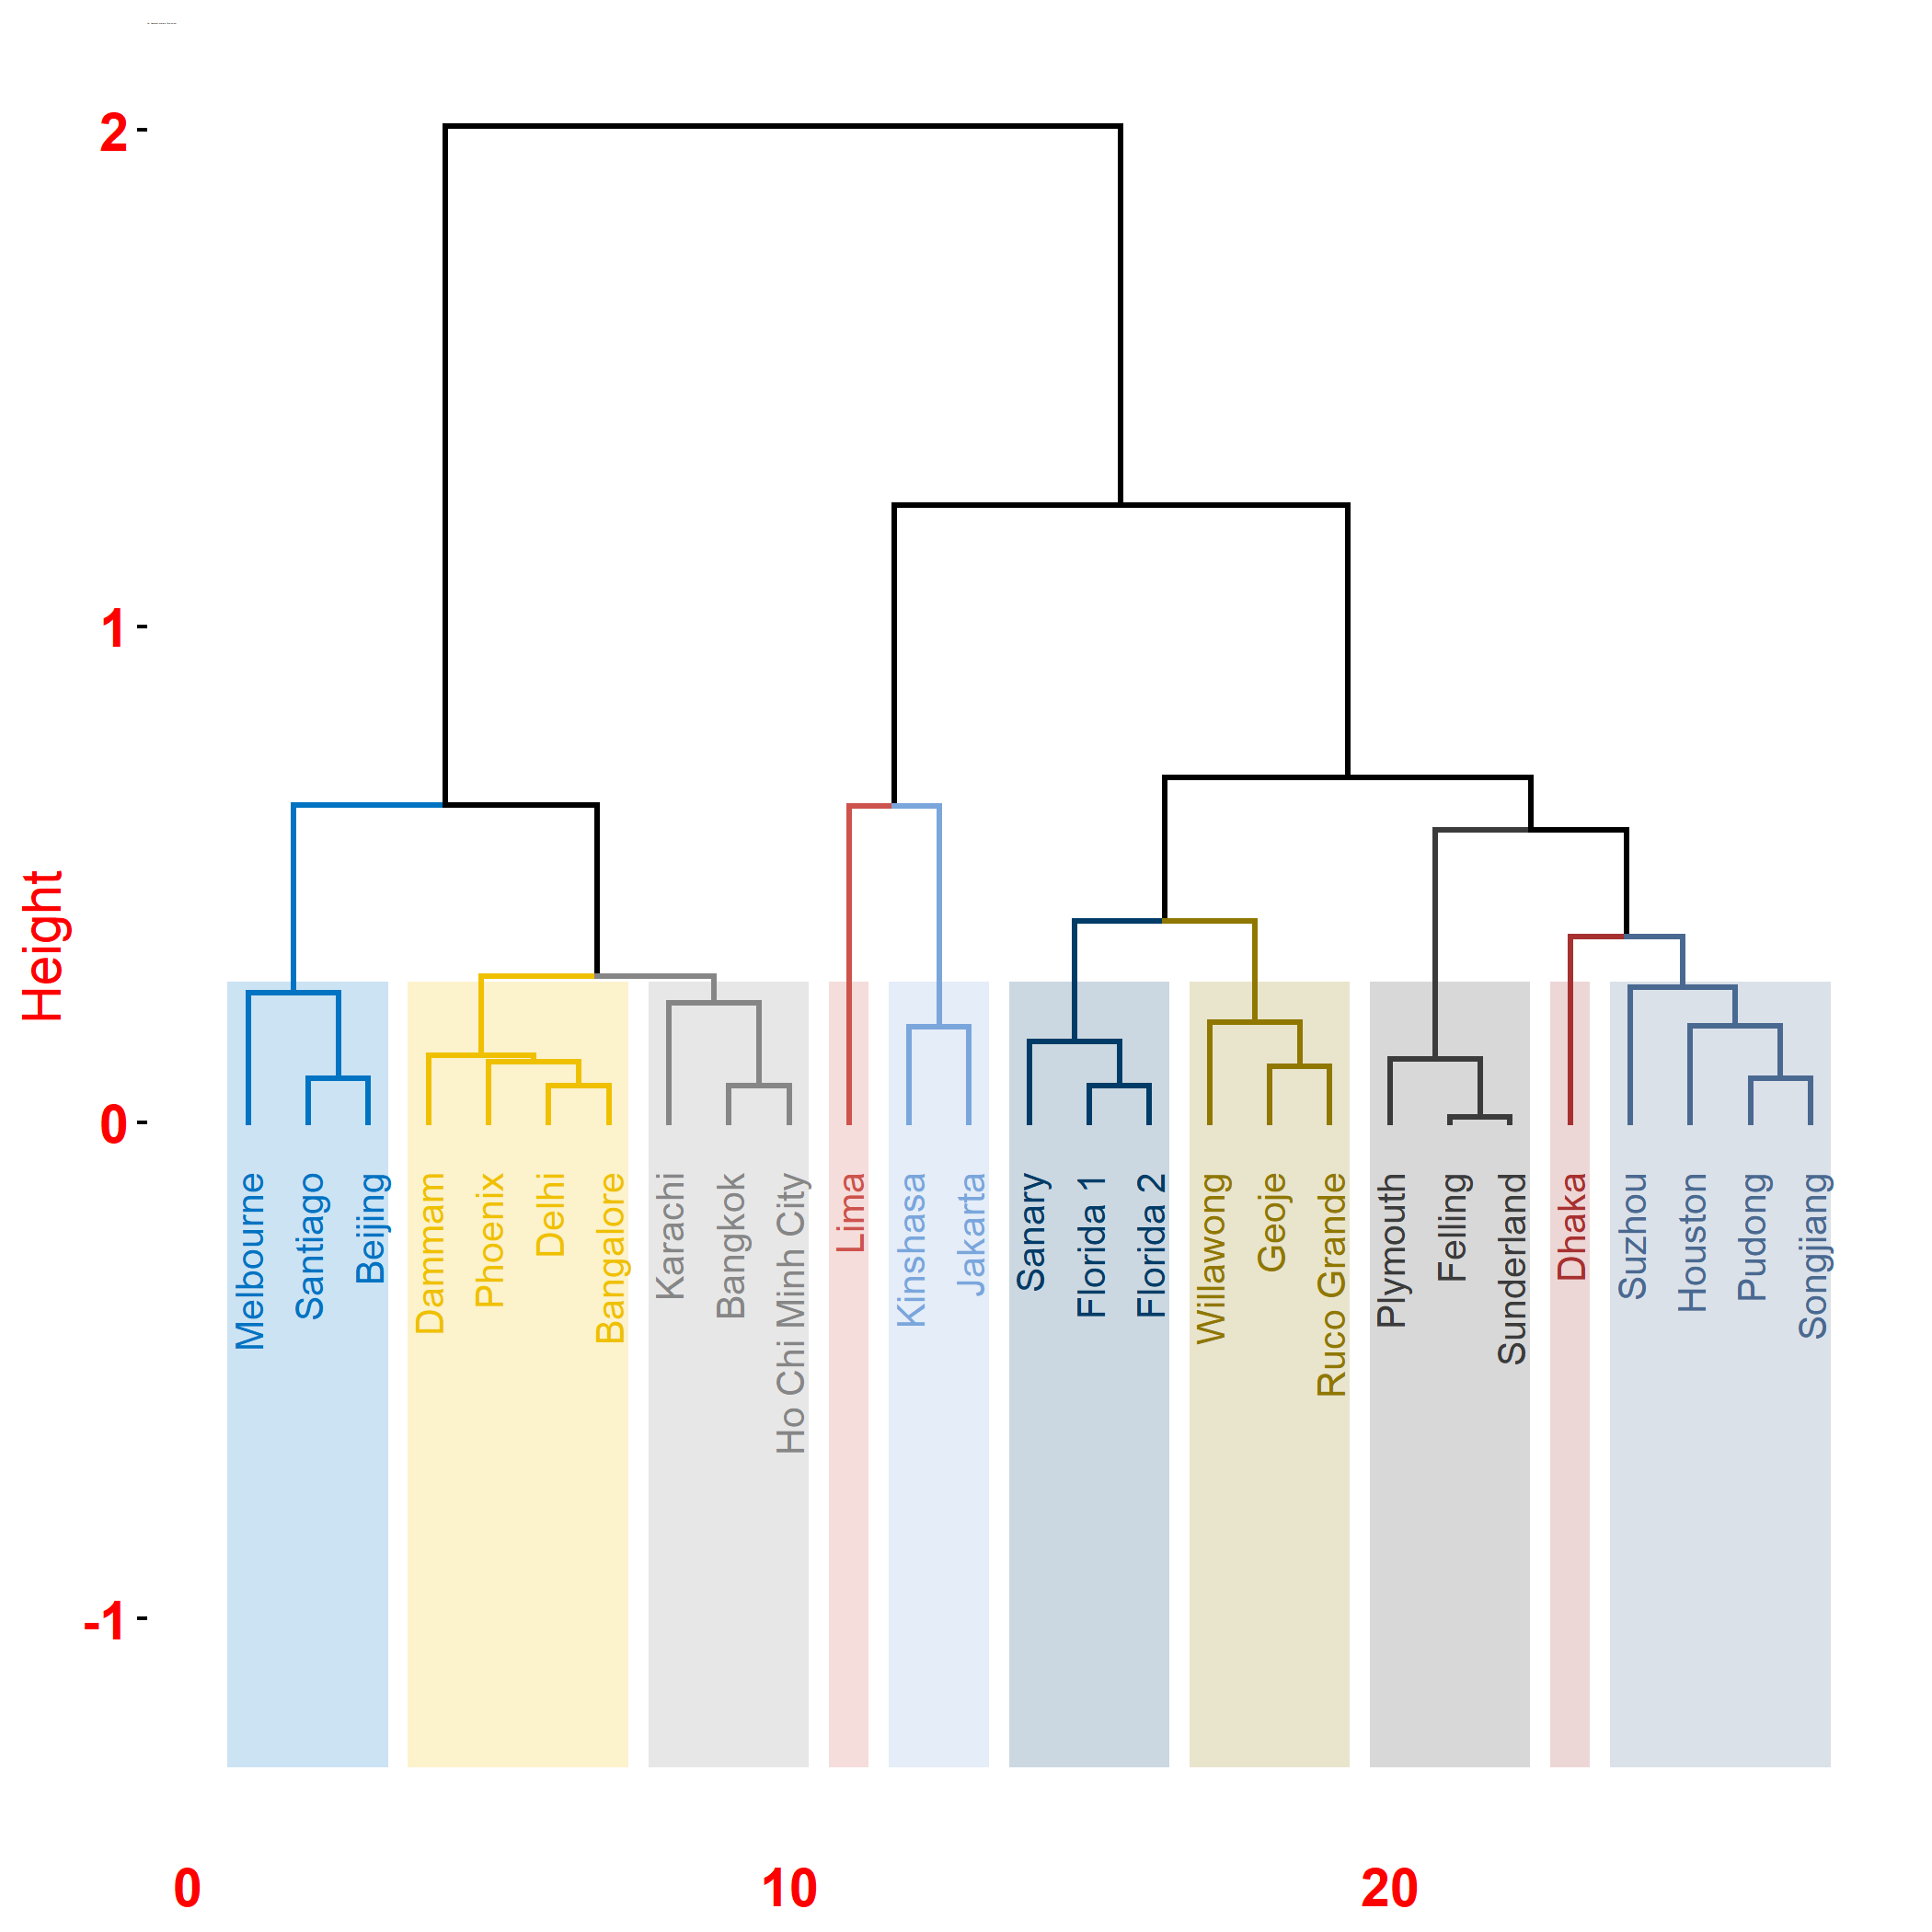 2
1
0
-1
Height
Melbourne
Santiago
Beijing
Dammam
Phoenix
Delhi
Bangalore
Karachi
Bangkok
Ho Chi Minh City
Lima
Kinshasa
Jakarta
Sanary
Florida 1
Florida 2
Willawong
Geoje
Ruco Grande
Plymouth
Felling
Sunderland
Dhaka
Suzhou
Houston
Pudong
Songjiang
0 10 20